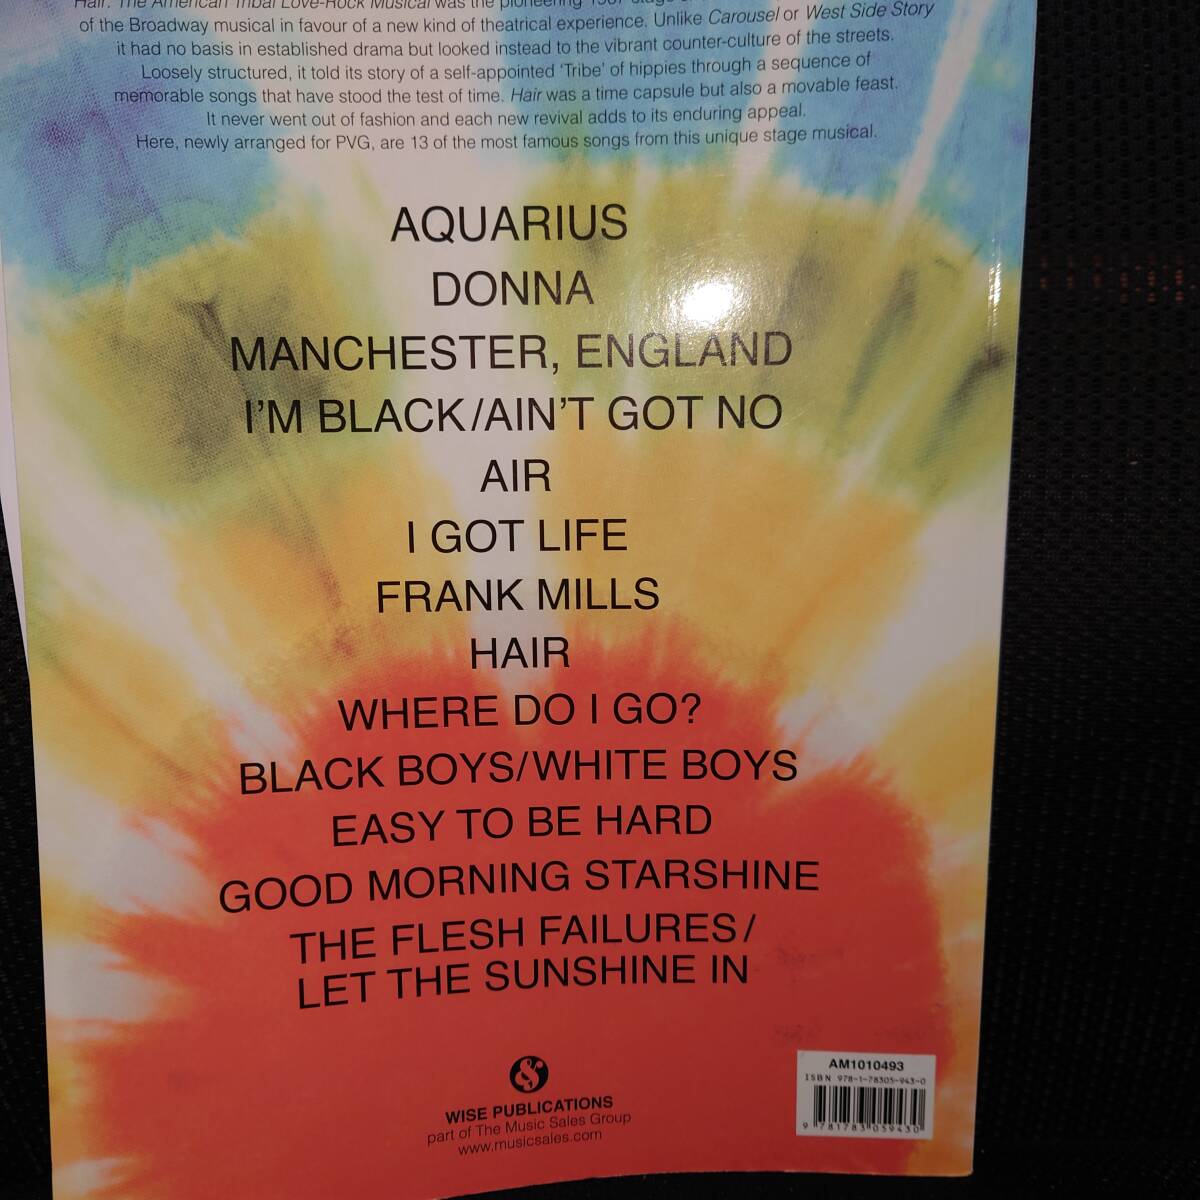 Hair: The American Tribal Love-Rock Musical was the pioneering 1967 stage
of the Broadway musical in favour of a new kind of theatrical experience. Unlike Carousel or West Side Story
it had no basis in established drama but looked instead to the vibrant counter-culture of the streets.
Loosely structured, it told its story of a self-appointed ‘Tribe’ of hippies through a sequence of
memorable songs that have stood the test of time. Hair was a time capsule but also a movable feast.
It never went out of fashion and each new revival adds to its enduring appeal.
Here, newly arranged for PVG, are 13 of the most famous songs from this unique stage musical.
AQUARIUS
DONNA
MANCHESTER, ENGLAND
I’M BLACK/AIN’T GOT NO
AIR
I GOT LIFE
FRANK MILLS
HAIR
WHERE DO I GO?
BLACK BOYS/WHITE BOYS
EASY TO BE HARD
GOOD MORNING STARSHINE
THE FLESH FAILURES/
LET THE SUNSHINE IN
WISE PUBLICATIONS
part of The Music Sales Group
www.musicsales.com
AM1010493
ISBN 978-1-78305-943-0
9 781783 059430